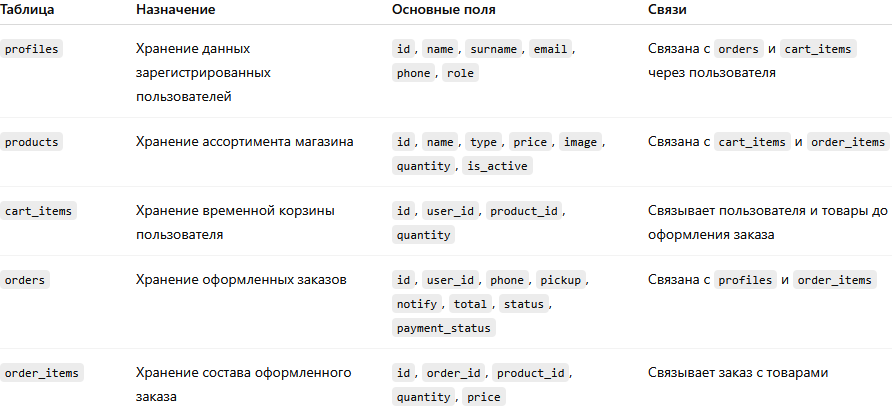 Таблица Назначение Основные поля Связи
profiles Хранение данных id, name, surname, email, Связана с orders и cart_items
зарегистрированных phone, role через пользователя
пользователей
products Хранение ассортимента магазина id, name, type, price, image, Связана с cart_items и order_items
quantity, is_active
cart_items Хранение временной корзины id, user_id, product_id, Связывает пользователя и товары до
пользователя quantity оформления заказа
orders Хранение оформленных заказов id, user_id, phone, pickup, Связана с profiles и order_items
notify, total, status,
payment_status
order_items Хранение состава оформленного id, order_id, product_id, Связывает заказ с товарами
заказа quantity, price